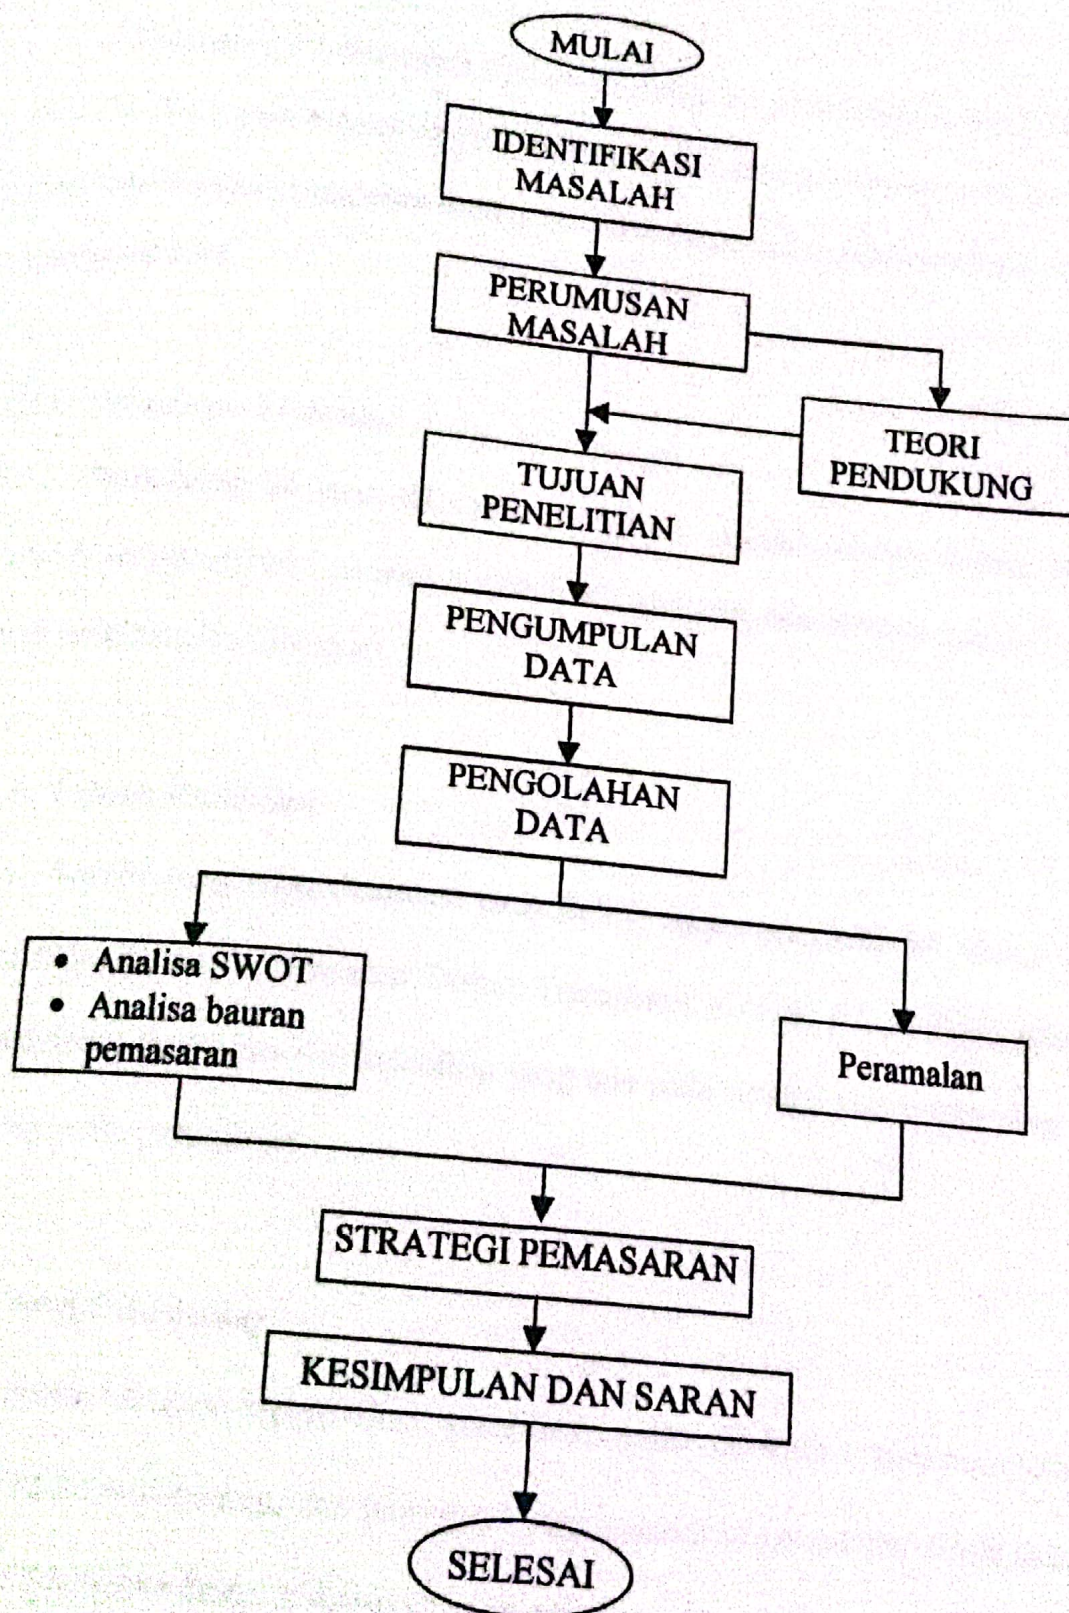 MULAI
IDENTIFIKASI
MASALAH
PERUMUSAN
MASALAH
TEORI
PENDUKUNG
TUJUAN
PENELITIAN
PENGUMPULAN
DATA
PENGOLAHAN
DATA
• Analisa SWOT
• Analisa bauran
pemasaran
Peramalan
STRATEGI PEMASARAN
KESIMPULAN DAN SARAN
SELESAI